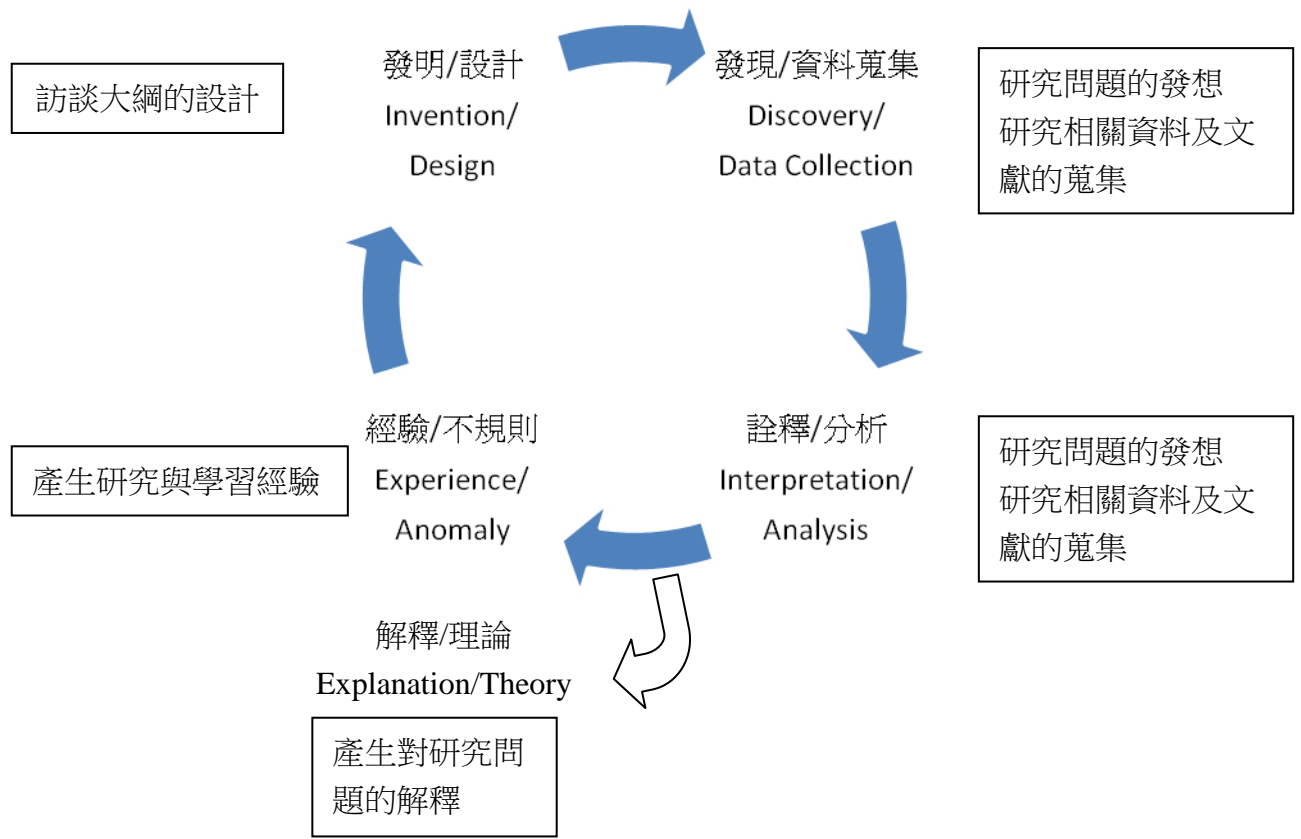 訪談大綱的設計
發明/設計
Invention/
Design
發現/資料蒐集
Discovery/
Data Collection
研究問題的發想
研究相關資料及文
獻的蒐集
產生研究與學習經驗
經驗/不規則
Experience/
Anomaly
詮釋/分析
Interpretation/
Analysis
研究問題的發想
研究相關資料及文
獻的蒐集
解釋/理論
Explanation/Theory
產生對研究問
題的解釋